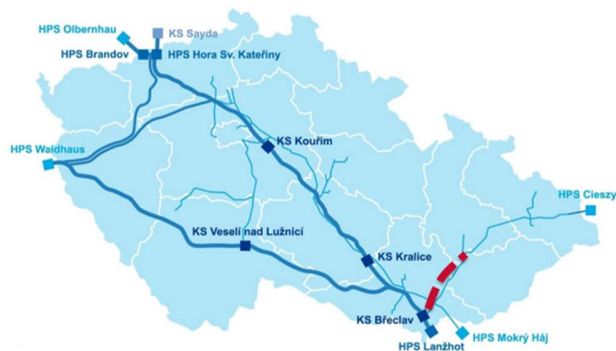 HPS Olbernhau
KS Sayda
HPS Brandov
HPS Hora Sv. Kateřiny
KS Kouřim
HPS Waidhaus
HPS Cieszy
KS Veselí nad Lužnicí
KS Kralice
KS Břeclav
HPS Mokrý Háj
HPS Lanžhot